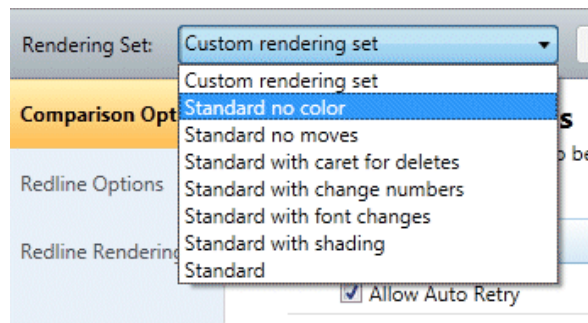 Rendering Set: Custom rendering set
Custom rendering set
Comparison Opt Standard no color
Standard no moves
Standard with caret for deletes
Redline Options Standard with change numbers
Standard with font changes
Redline Rendering Standard with shading
Standard
Allow Auto Retry